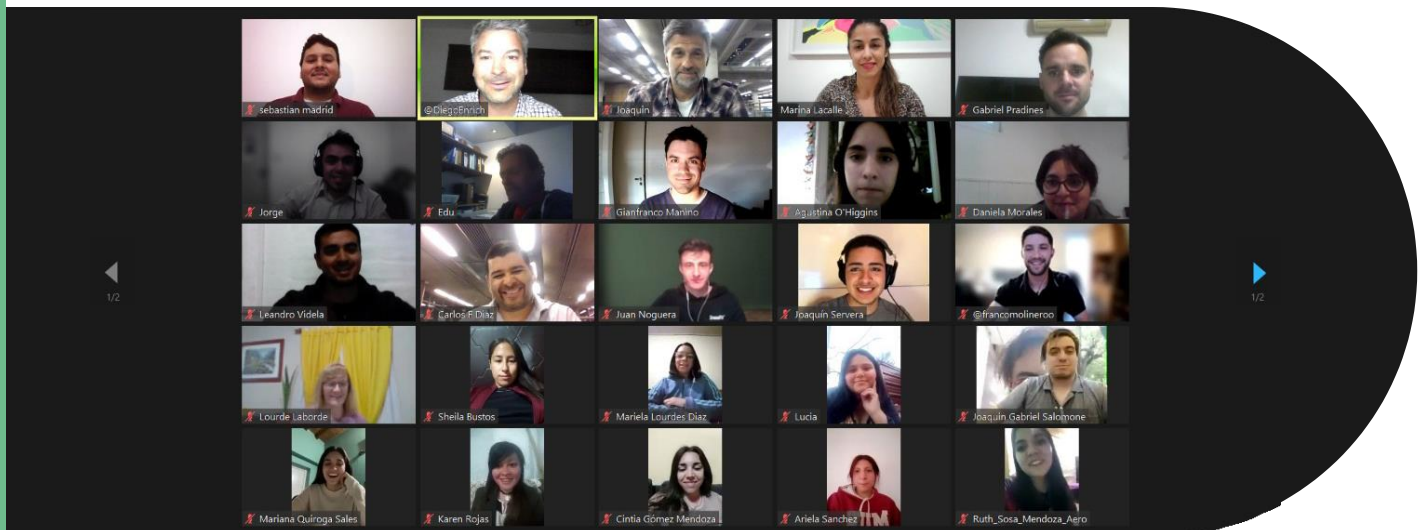 sebastian madrid
@DiegoEnrich
Joaquin
Marina Lacalle
Gabriel Pradines
Jorge
Edu
Gianfranco Manino
Agustina O'Higgins
Daniela Morales
1/2
1/2
Leandro Videla
Carlos F Diaz
Juan Noguera
Joaquín Servera
@francomolineroo
Lourde Laborde
Sheila Bustos
Mariela Lourdes Diaz
Lucia
Joaquin Gabriel Salomone
Mariana Quiroga Sales
Karen Rojas
Cintia Gómez Mendoza
Ariela Sanchez
Ruth_Sosa_Mendoza_Aero